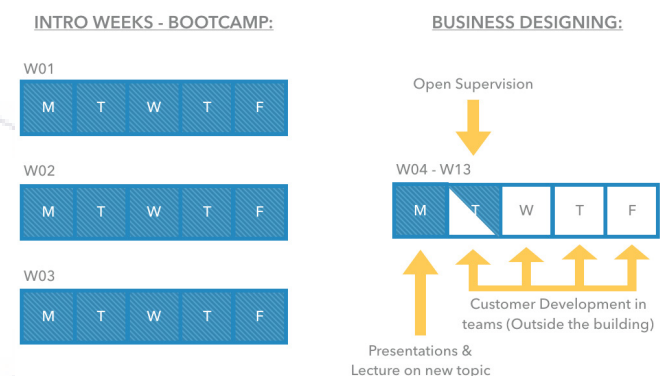 INTRO WEEKS - BOOTCAMP:
W01
M T W T F
W02
M T W T F
W03
M T W T F
BUSINESS DESIGNING:
Open Supervision
W04 - W13
M T W T F
Customer Development in
teams (Outside the building)
Presentations &
Lecture on new topic